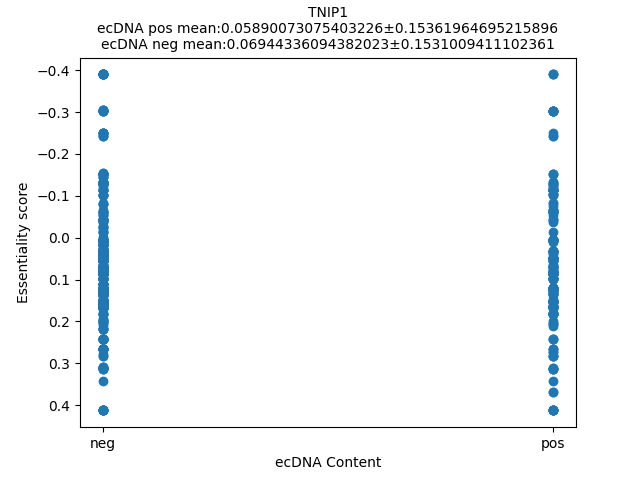 TNIP1
ecDNA pos mean:0.05890073075403226±0.15361964695215896
ecDNA neg mean:0.06944336094382023±0.1531009411102361
−0.4
−0.3
−0.2
−0.1
0.0
0.1
0.2
0.3
0.4
Essentiality score
neg
pos
ecDNA Content